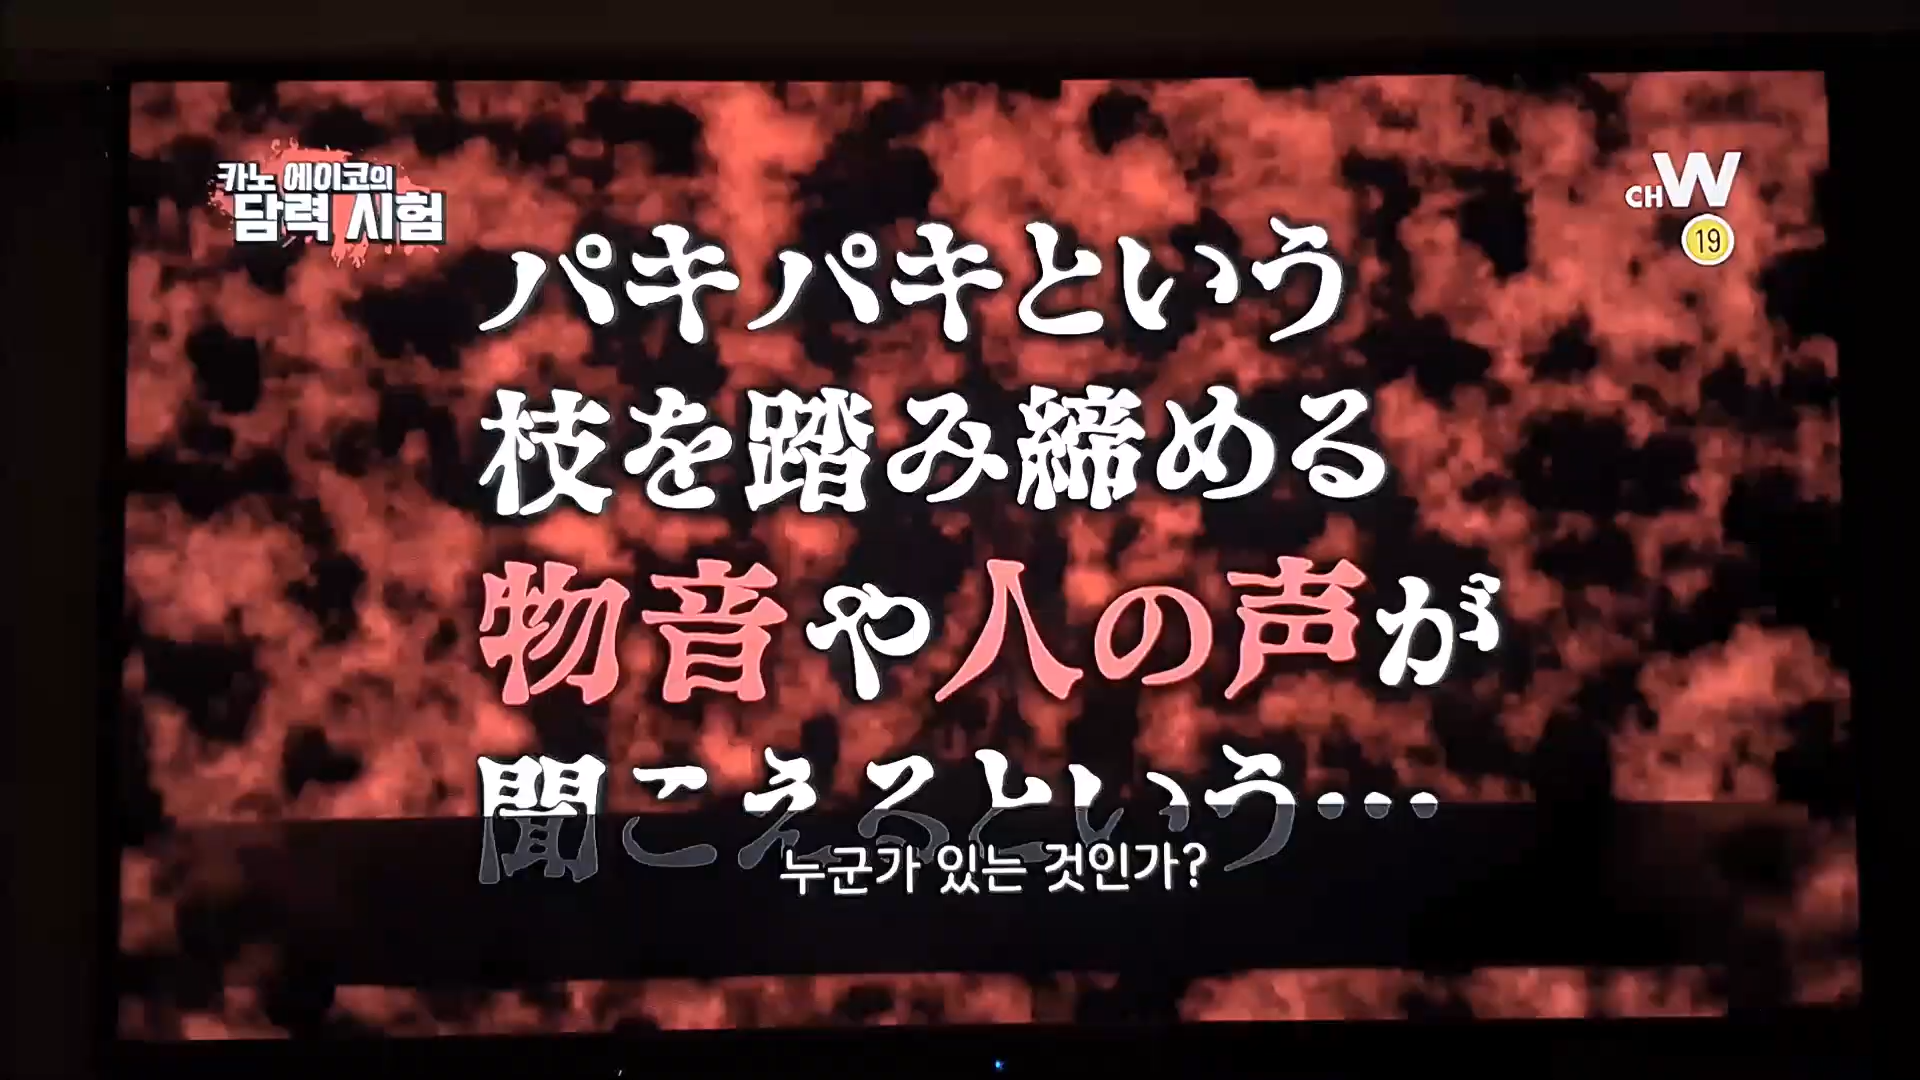 카노 에이코의
담력 시험
CHW
19
パキパキという
枝を踏み締める
物音や人の声が
聞こえるという…
누군가 있는 것인가?